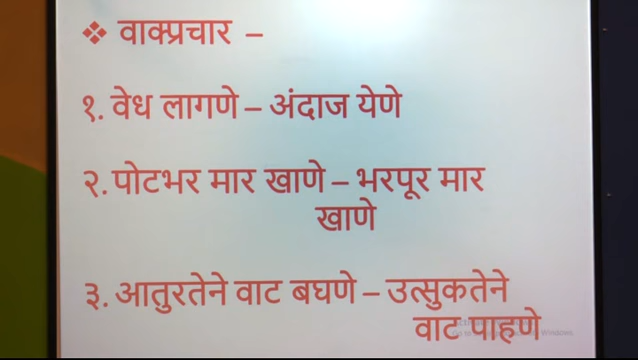 ❖ वाक्प्रचार –
१. वेध लागणे – अंदाज येणे
२. पोटभर मार खाणे – भरपूर मार
खाणे
३. आतुरतेने वाट बघणे – उत्सुकतेने
वाट पाहणे